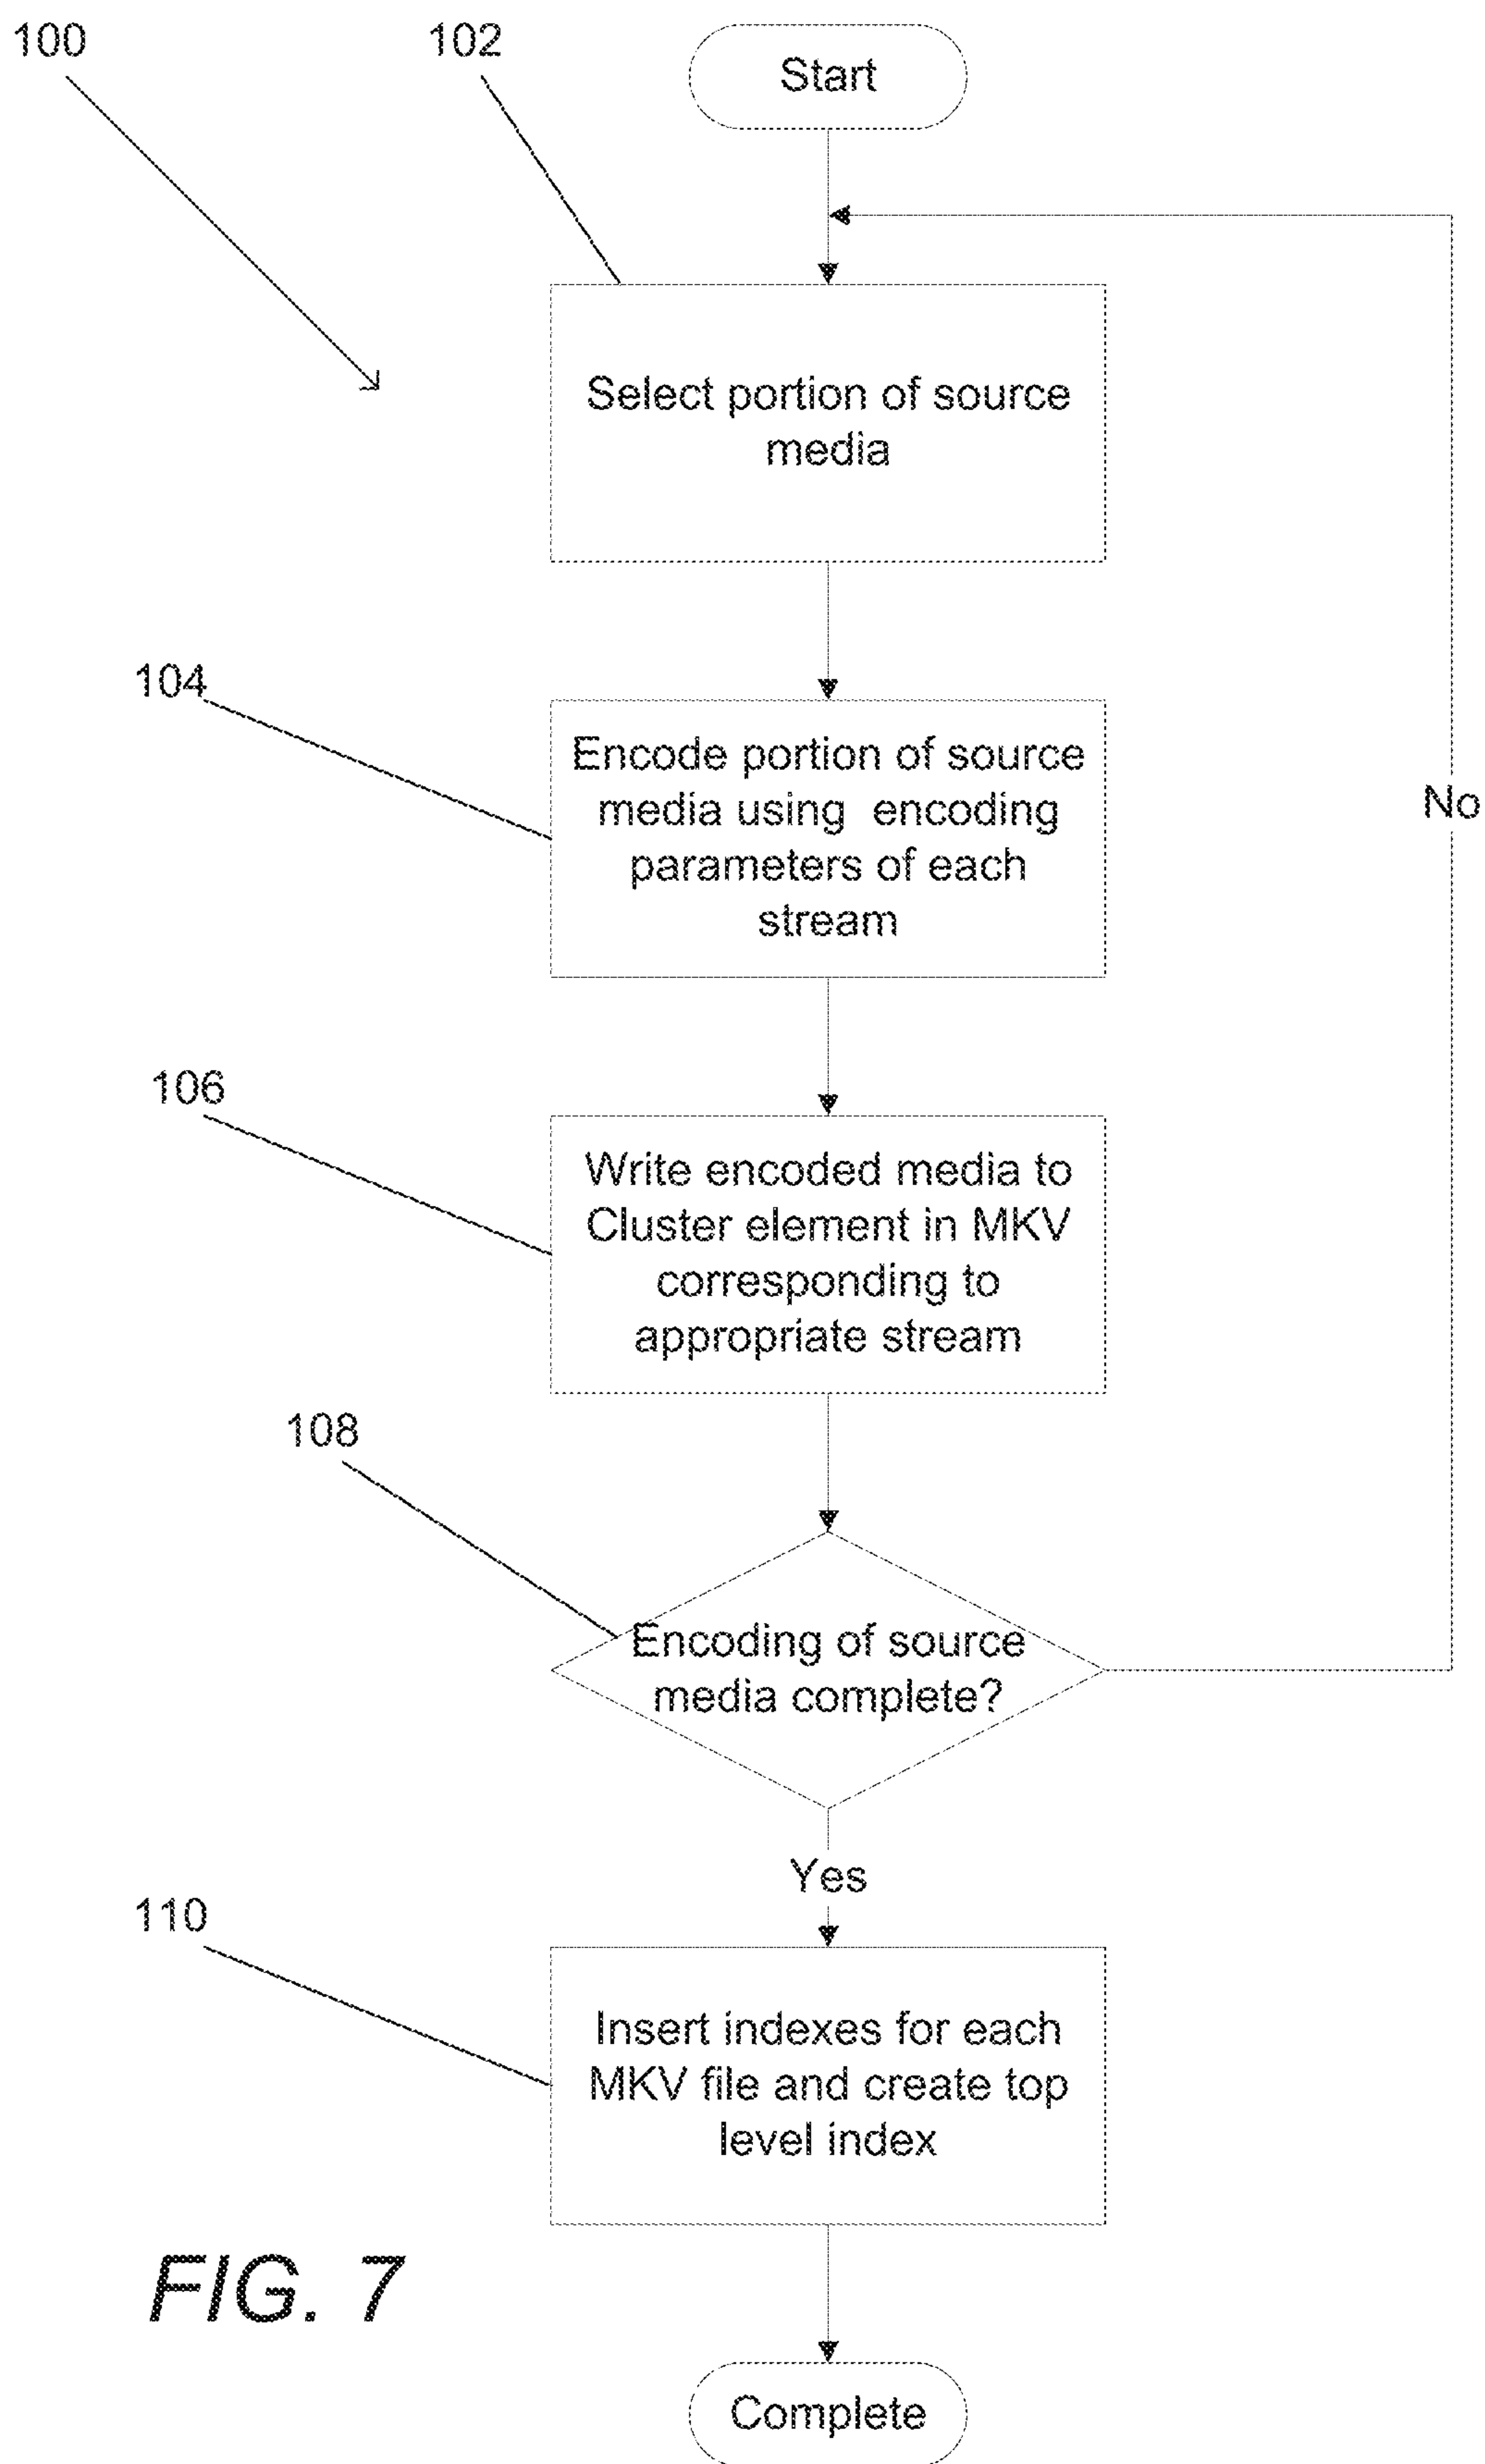 100
102
Start
Select portion of source
media
104
Encode portion of source
media using encoding
parameters of each
stream
No
106
Write encoded media to
Cluster element in MKV
corresponding to
appropriate stream
108
Encoding of source
media complete?
Yes
110
Insert indexes for each
MKV file and create top
level index
FIG. 7
Complete